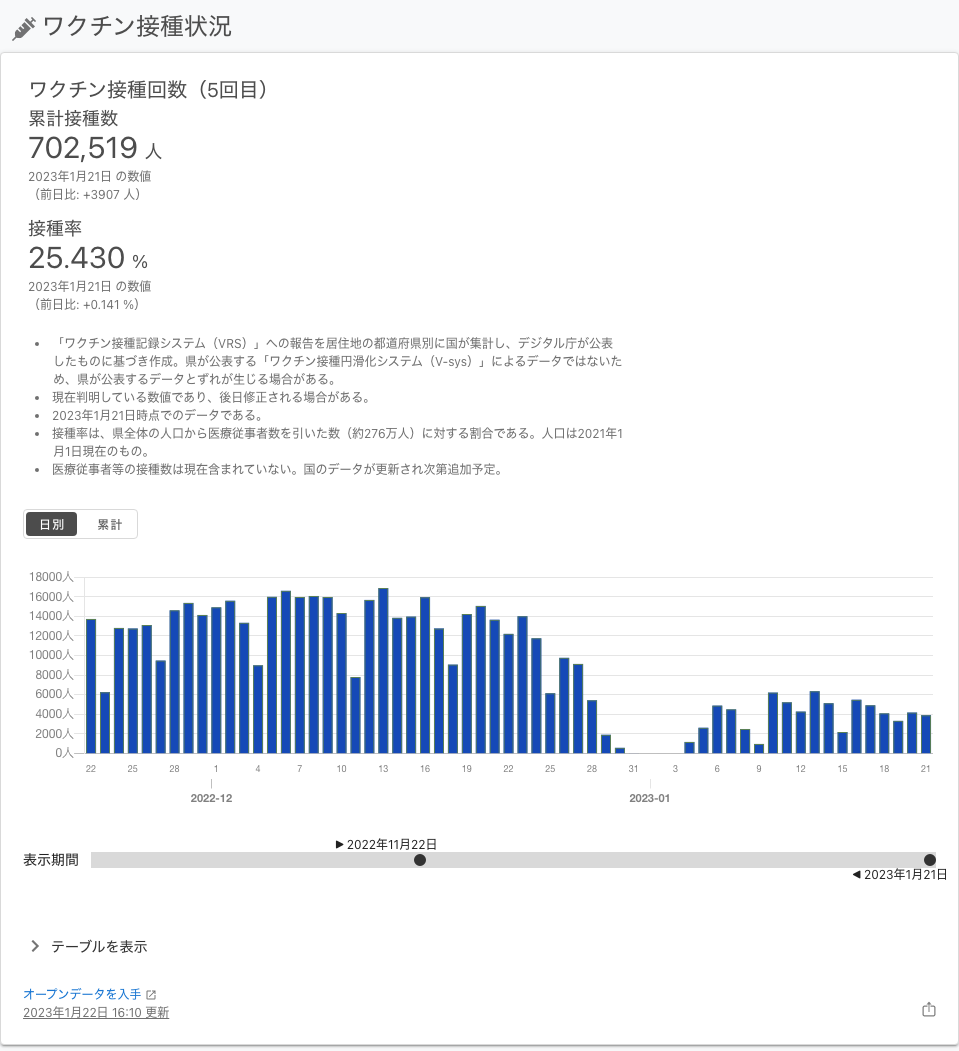 ワクチン接種状況
ワクチン接種回数（5回目）
累計接種数
702,519 人
2023年1月21日 の数値
（前日比: +3907 人）
接種率
25.430 %
2023年1月21日 の数値
（前日比: +0.141 %）
• 「ワクチン接種記録システム（VRS）」への報告を居住地の都道府県別に国が集計し、デジタル庁が公表
したものに基づき作成。県が公表する「ワクチン接種円滑化システム（V-sys）」によるデータではないた
め、県が公表するデータとずれが生じる場合がある。
• 現在判明している数値であり、後日修正される場合がある。
• 2023年1月21日時点でのデータである。
• 接種率は、県全体の人口から医療従事者数を引いた数（約276万人）に対する割合である。人口は2021年1
月1日現在のもの。
• 医療従事者等の接種数は現在含まれていない。国のデータが更新され次第追加予定。
日別 累計
18000人
16000人
14000人
12000人
10000人
8000人
6000人
4000人
2000人
0人
22 25 28 1 4 7 10 13 16 19 22 25 28 31 3 6 9 12 15 18 21
2022-12 2023-01
▶ 2022年11月22日
表示期間
◀ 2023年1月21日
テーブルを表示
オープンデータを入手
2023年1月22日 16:10 更新